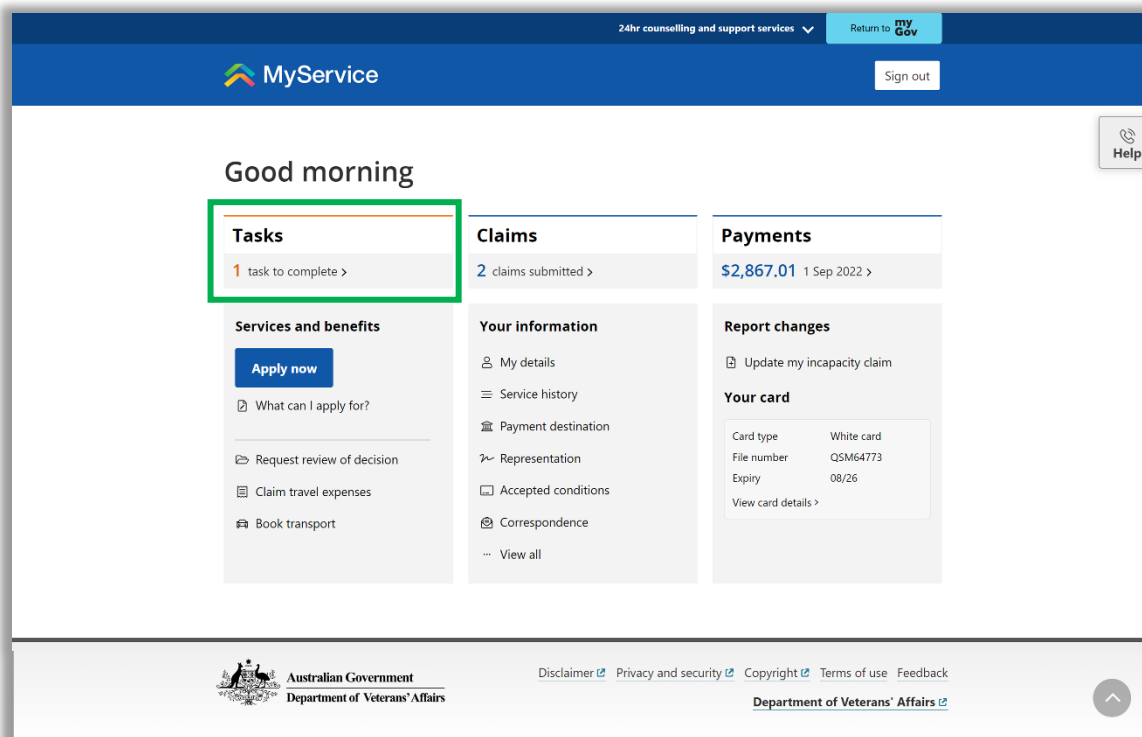 24hr counselling and support services
Return to my Gov
MyService
Sign out
Help
Good morning
Tasks
1 task to complete >
Claims
2 claims submitted >
Payments
$2,867.01 1 Sep 2022 >
Services and benefits
Apply now
What can I apply for?
Request review of decision
Claim travel expenses
Book transport
Your information
My details
Service history
Payment destination
Representation
Accepted conditions
Correspondence
... View all
Report changes
Update my incapacity claim
Your card
Card type White card
File number QSM64773
Expiry 08/26
View card details >
Australian Government
Department of Veterans' Affairs
Disclaimer Privacy and security Copyright Terms of use Feedback
Department of Veterans' Affairs